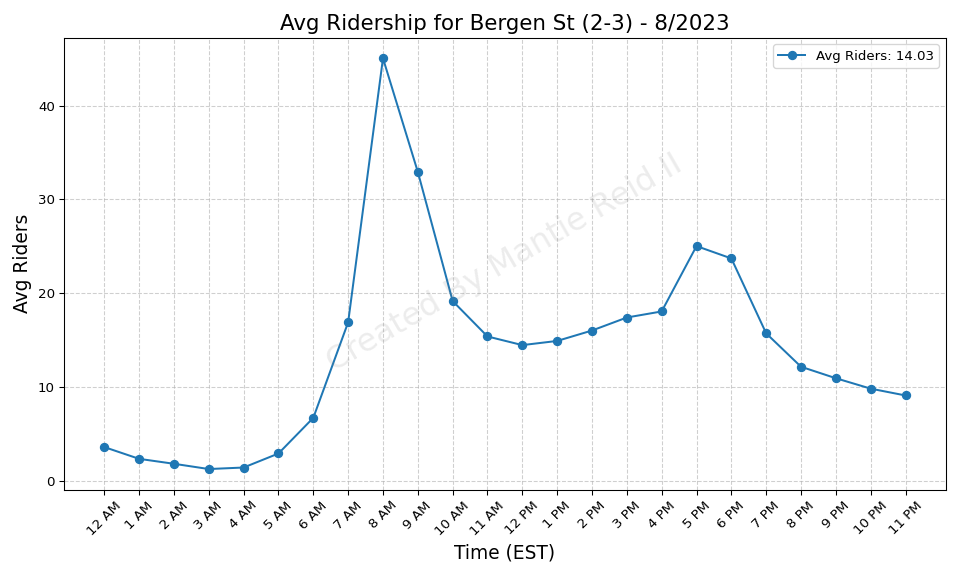 Avg Ridership for Bergen St (2-3) - 8/2023
Avg Riders: 14.03
Avg Riders
40
30
20
10
0
Created By Mantie Reid II
12 AM
1 AM
2 AM
3 AM
4 AM
5 AM
6 AM
7 AM
8 AM
9 AM
10 AM
11 AM
12 PM
1 PM
2 PM
3 PM
4 PM
5 PM
6 PM
7 PM
8 PM
9 PM
10 PM
11 PM
Time (EST)